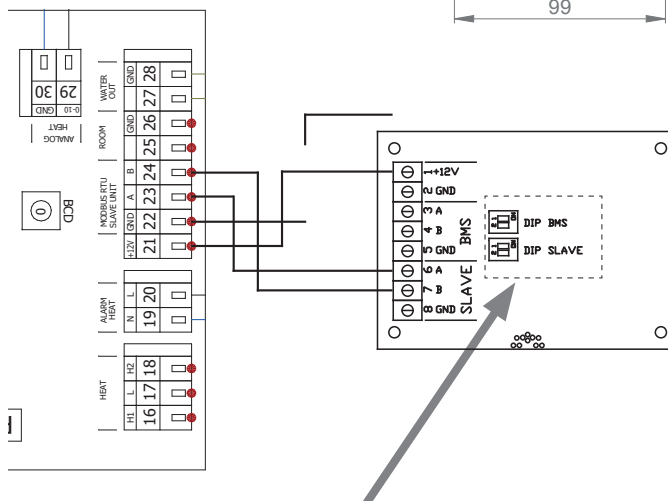 99
30 29
GND 0-10
ANALOG
HEAT
BCD
0
WATER
OUT
GND 28
27
ROOM
GND 26
25
MODBUS RTU
SLAVE UNIT
B 24
A 23
GND 22
+12V 21
ALARM
HEAT
L 20
N 19
HEAT
H2 18
L 17
H1 16
1 +12V
2 GND
3 A
4 B
5 GND
BMS
6 A
7 B
8 GND
SLAVE
DIP BMS
DIP SLAVE